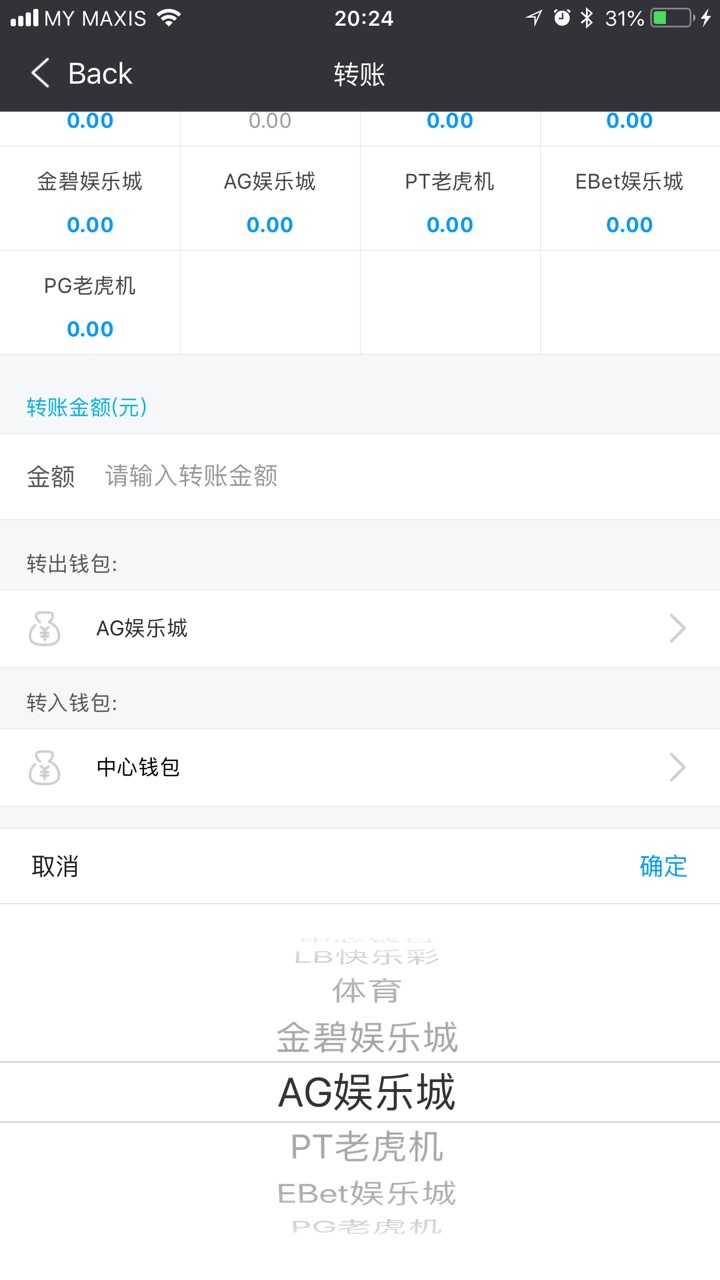 MY MAXIS 20:24 31%
Back 转账
0.00 0.00 0.00 0.00
金碧娱乐城 AG娱乐城 PT老虎机 EBet娱乐城
0.00 0.00 0.00 0.00
PG老虎机
0.00
转账金额(元)
金额 请输入转账金额
转出钱包:
AG娱乐城
转入钱包:
中心钱包
取消 确定
中心钱包
LB快乐彩
体育
金碧娱乐城
AG娱乐城
PT老虎机
EBet娱乐城
PG老虎机